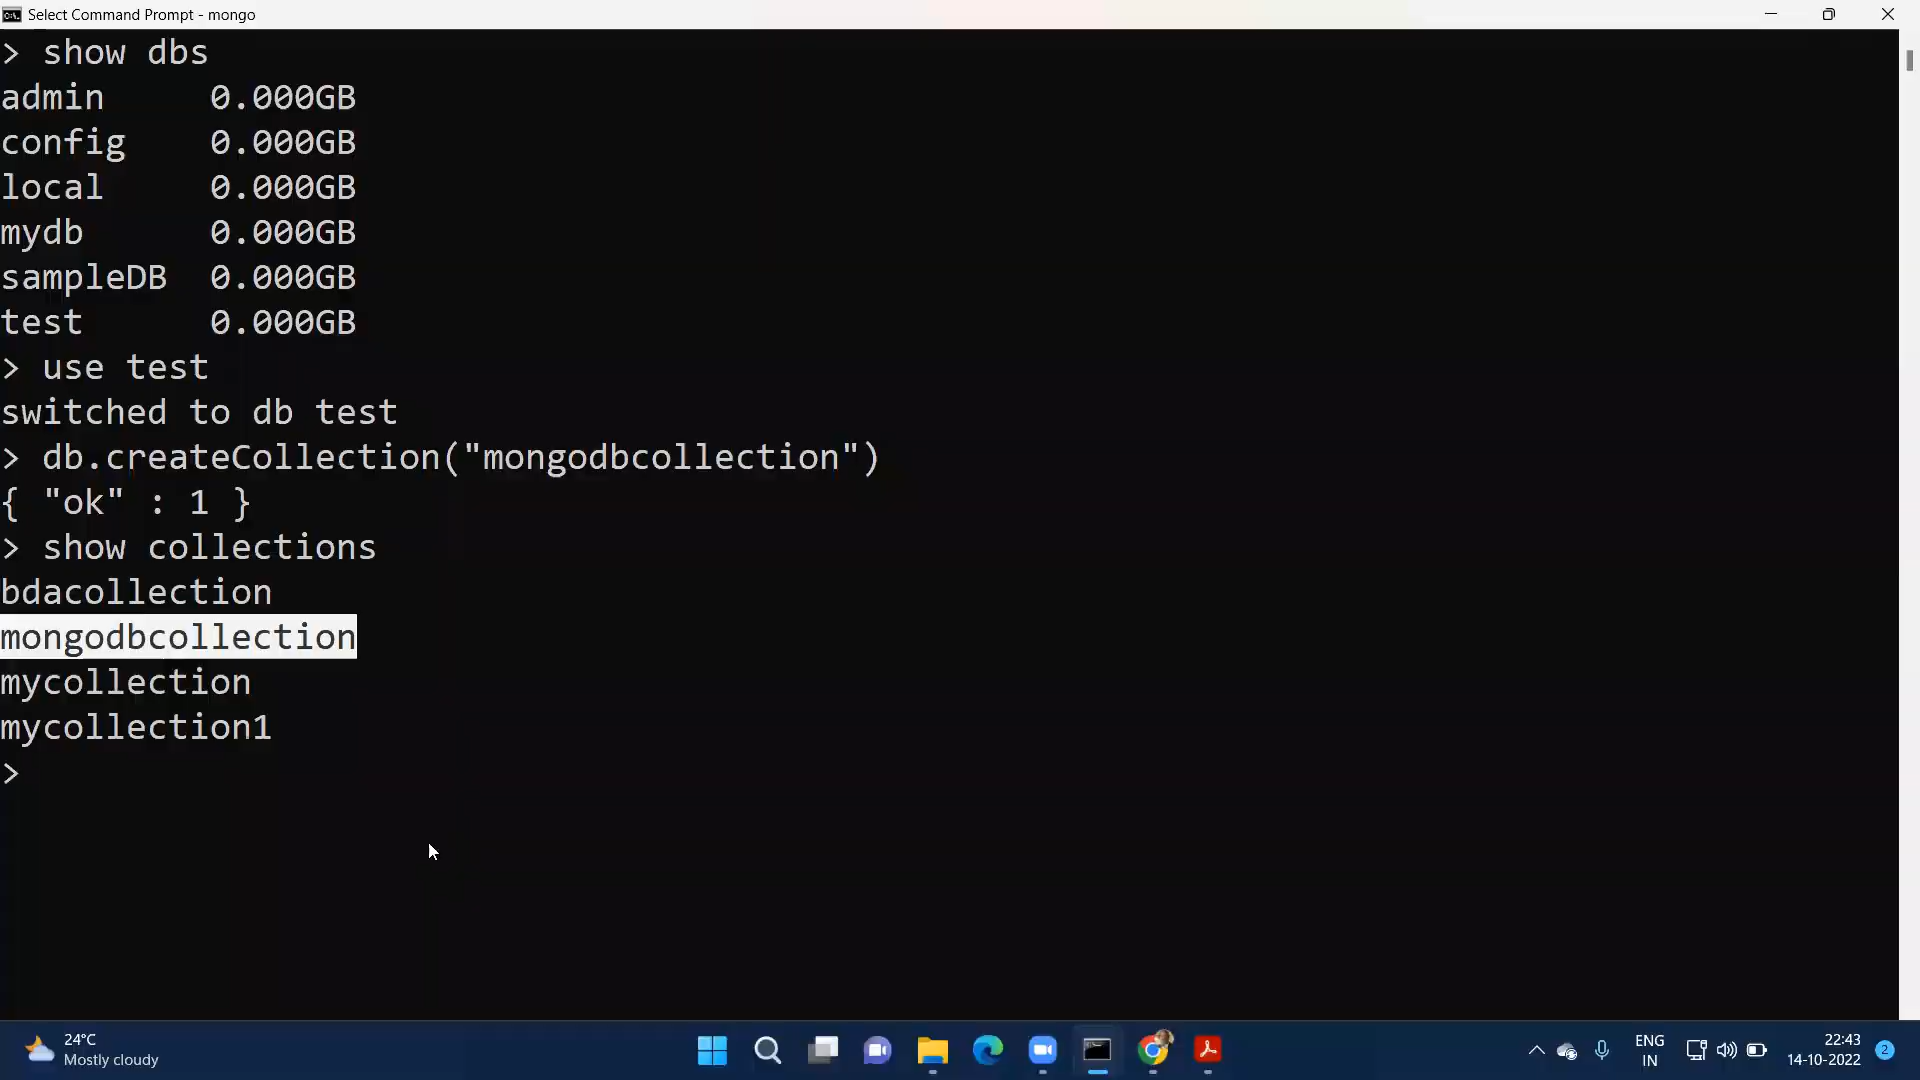 Select Command Prompt - mongo
> show dbs
admin     0.000GB
config    0.000GB
local     0.000GB
mydb      0.000GB
sampleDB  0.000GB
test      0.000GB
> use test
switched to db test
> db.createCollection("mongodbcollection")
{ "ok" : 1 }
> show collections
bdacollection
mongodbcollection
mycollection
mycollection1
>
24°C
Mostly cloudy
ENG
IN
22:43
14-10-2022
2